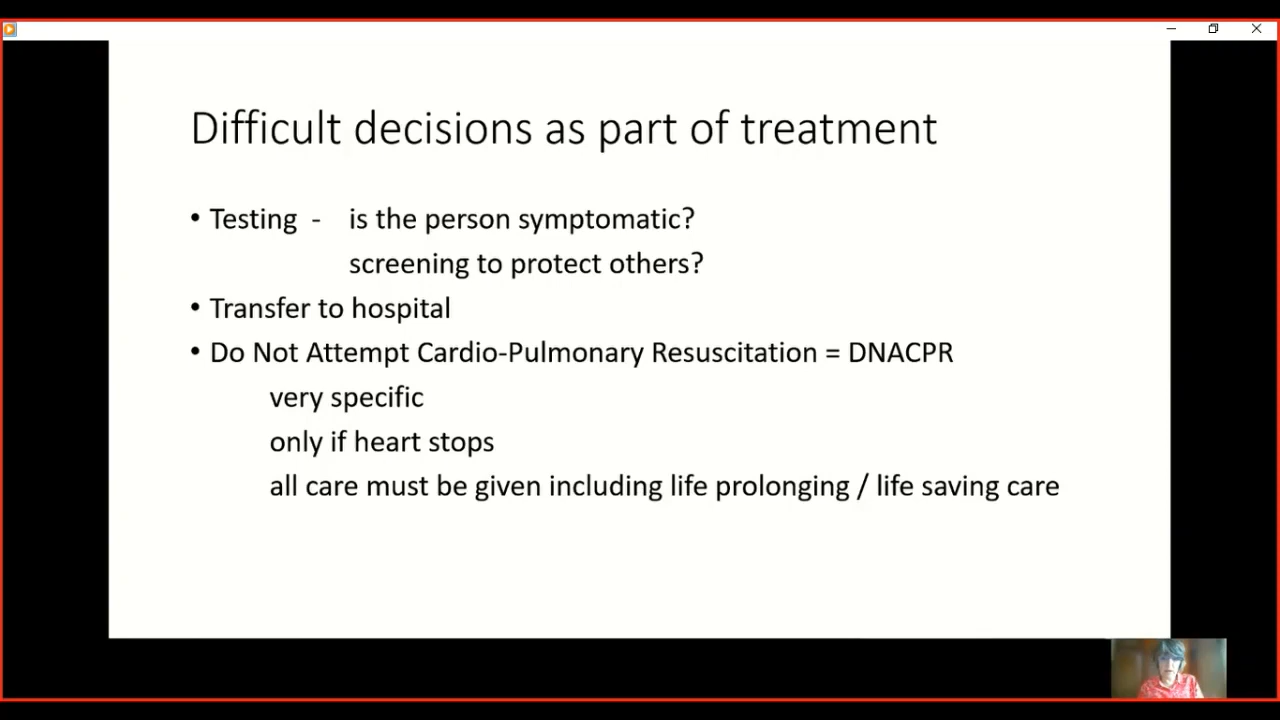 Difficult decisions as part of treatment
• Testing - is the person symptomatic?
screening to protect others?
• Transfer to hospital
• Do Not Attempt Cardio-Pulmonary Resuscitation = DNACPR
very specific
only if heart stops
all care must be given including life prolonging / life saving care